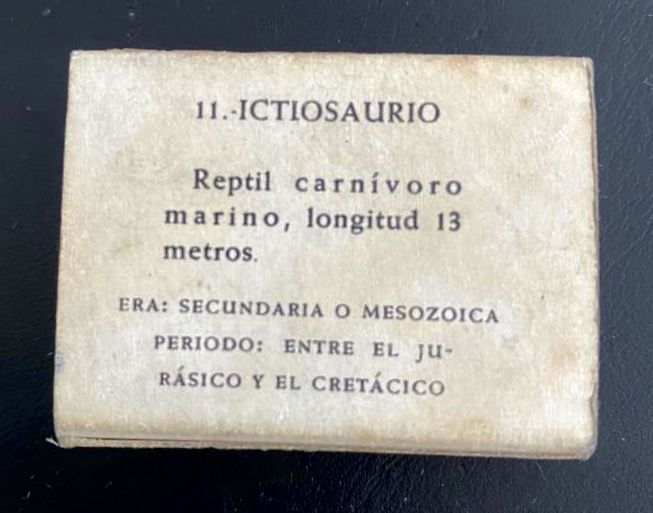 11.-ICTIOSAURIO
Reptil carnívoro
marino, longitud 13
metros.
ERA: SECUNDARIA O MESOZOICA
PERIODO: ENTRE EL JU-
RÁSICO Y EL CRETÁCICO